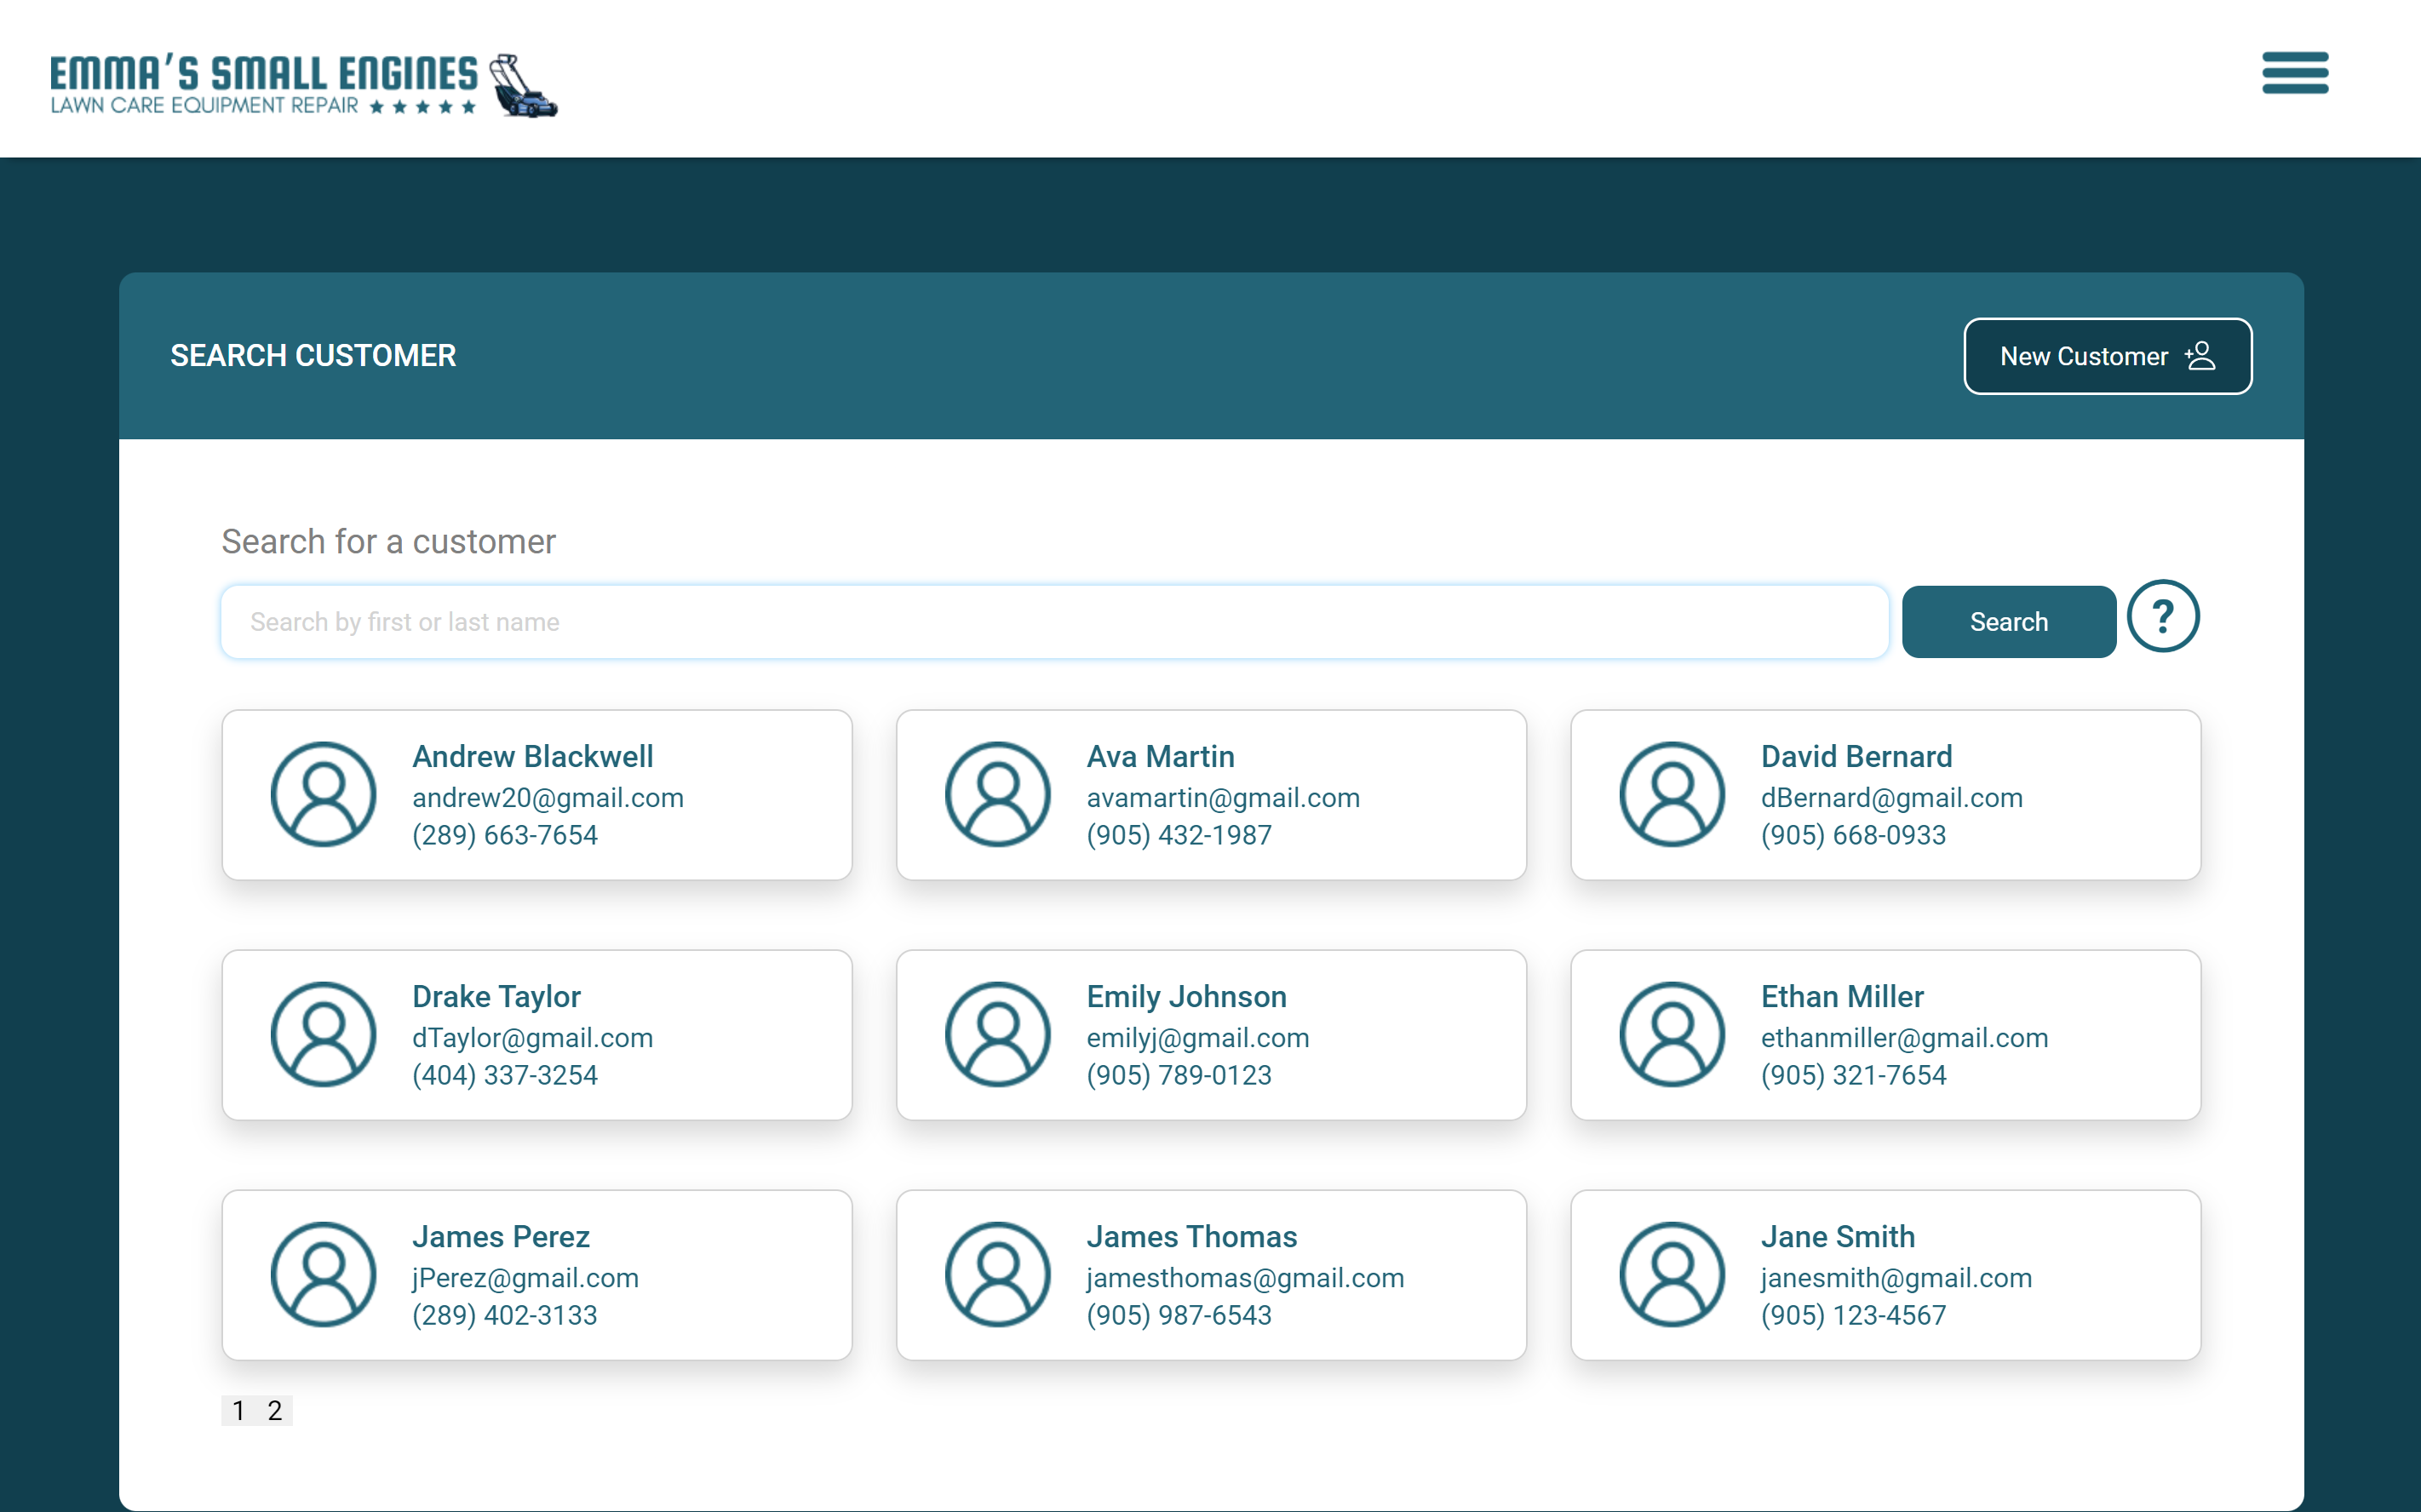 EMMA'S SMALL ENGINES
LAWN CARE EQUIPMENT REPAIR ★★★★★
SEARCH CUSTOMER
New Customer
Search for a customer
Search by first or last name
Search
?
Andrew Blackwell
andrew20@gmail.com
(289) 663-7654
Ava Martin
avamartin@gmail.com
(905) 432-1987
David Bernard
dBernard@gmail.com
(905) 668-0933
Drake Taylor
dTaylor@gmail.com
(404) 337-3254
Emily Johnson
emilyj@gmail.com
(905) 789-0123
Ethan Miller
ethanmiller@gmail.com
(905) 321-7654
James Perez
jPerez@gmail.com
(289) 402-3133
James Thomas
jamesthomas@gmail.com
(905) 987-6543
Jane Smith
janesmith@gmail.com
(905) 123-4567
1 2